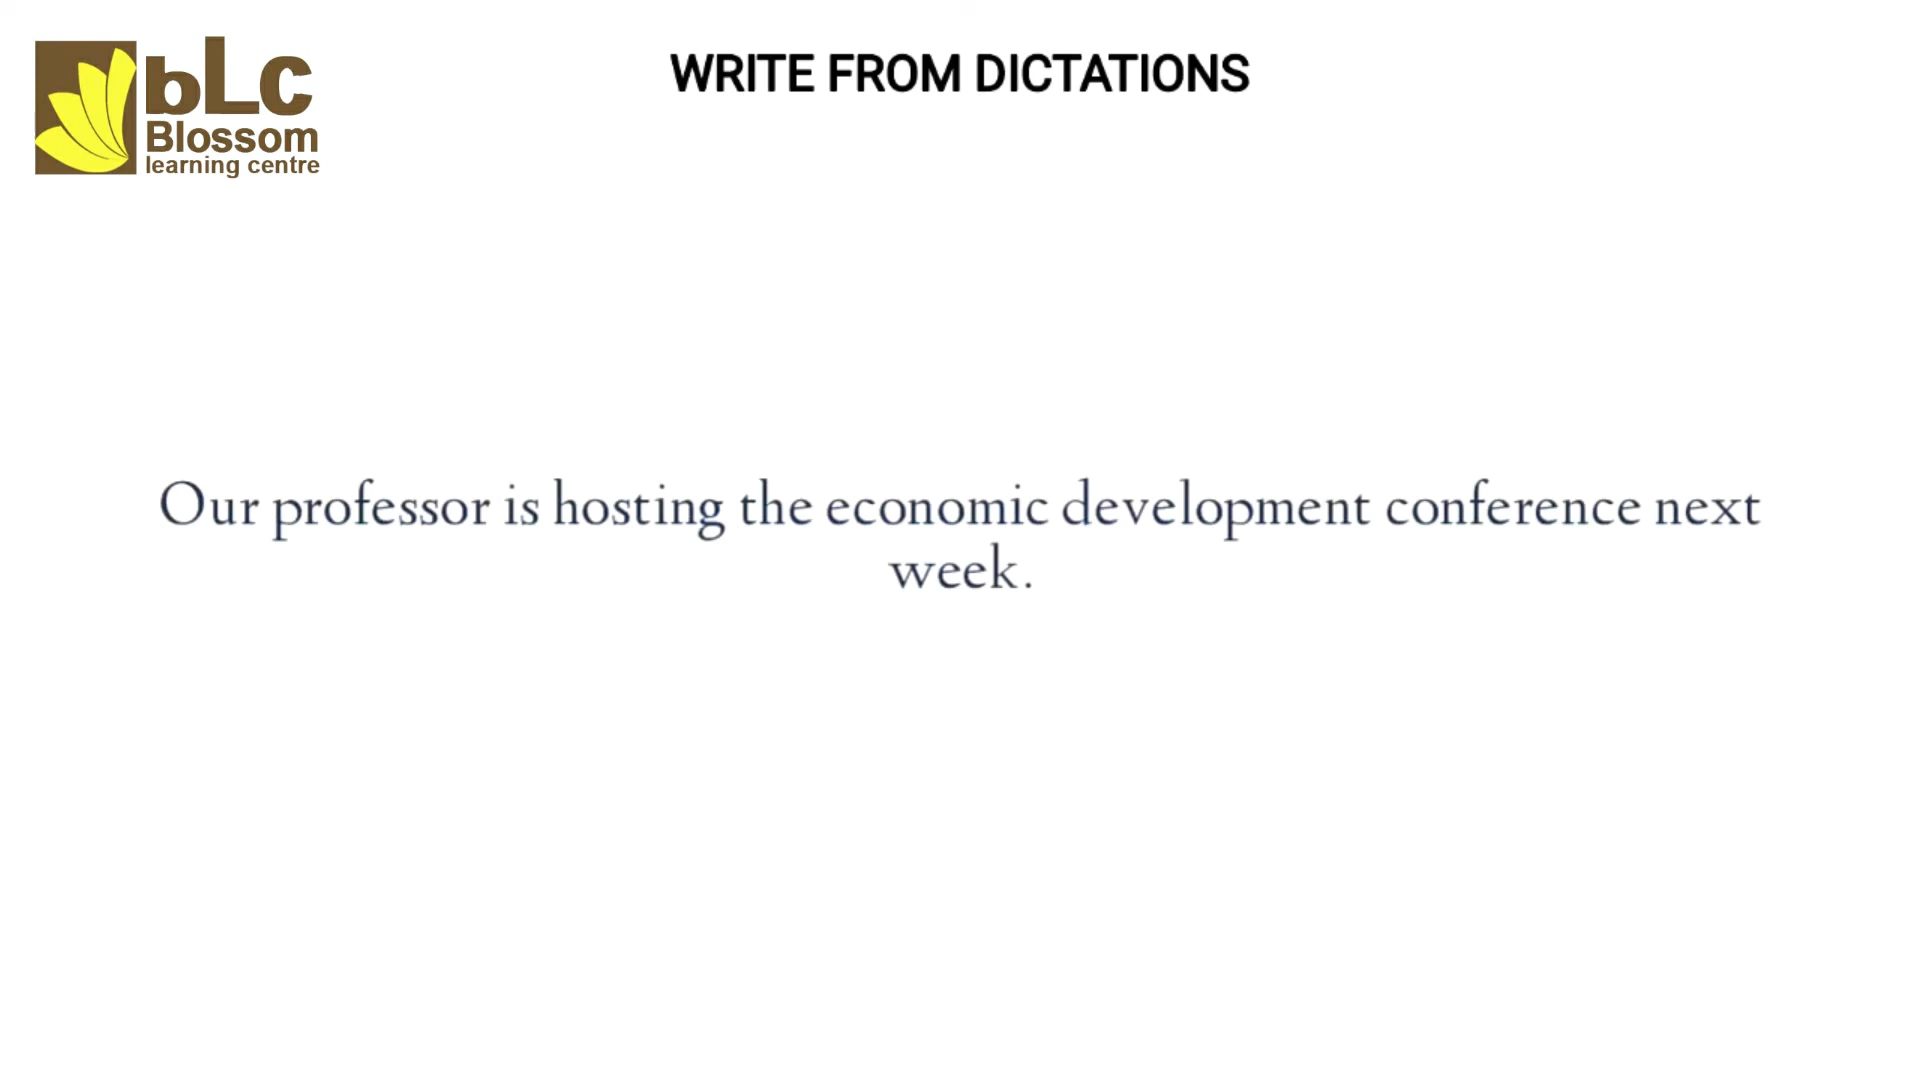 bLc
Blossom
learning centre
WRITE FROM DICTATIONS
Our professor is hosting the economic development conference next
week.